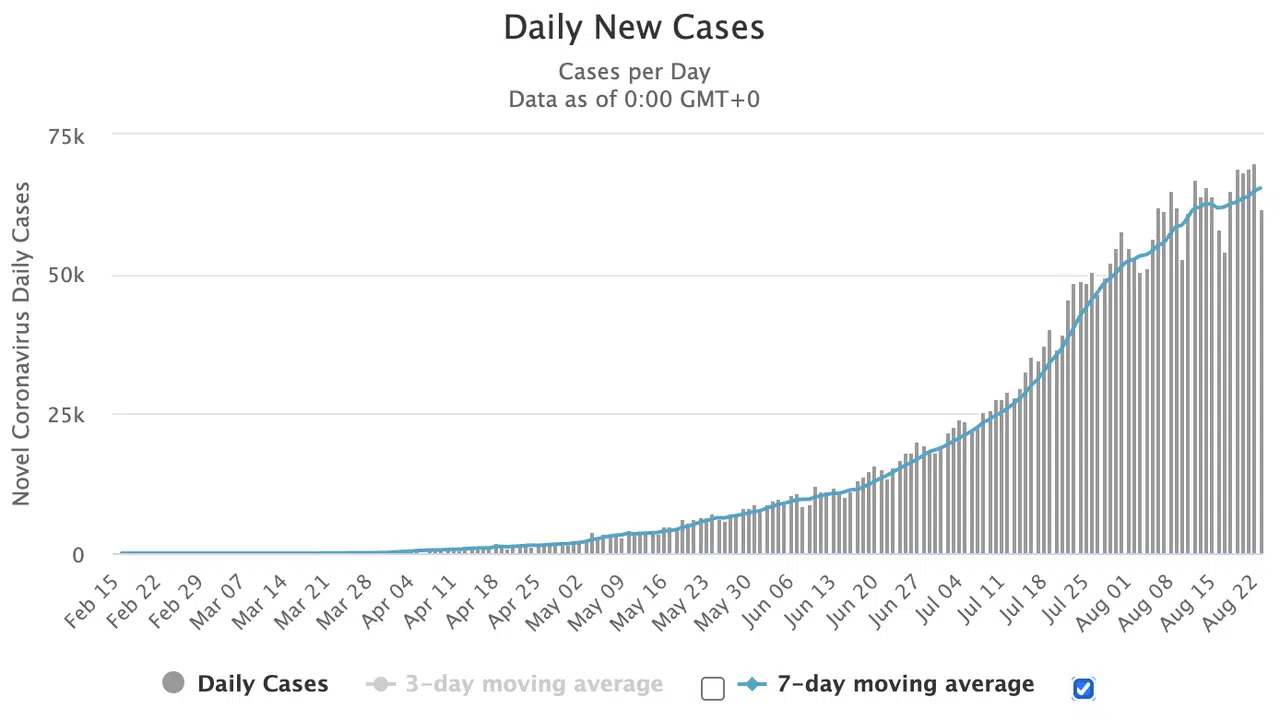 Daily New Cases
Cases per Day
Data as of 0:00 GMT+0
Novel Coronavirus Daily Cases
75k
50k
25k
0
Feb 15
Feb 22
Feb 29
Mar 07
Mar 14
Mar 21
Mar 28
Apr 04
Apr 11
Apr 18
Apr 25
May 02
May 09
May 16
May 23
May 30
Jun 06
Jun 13
Jun 20
Jun 27
Jul 04
Jul 11
Jul 18
Jul 25
Aug 01
Aug 08
Aug 15
Aug 22
Daily Cases
3-day moving average
7-day moving average